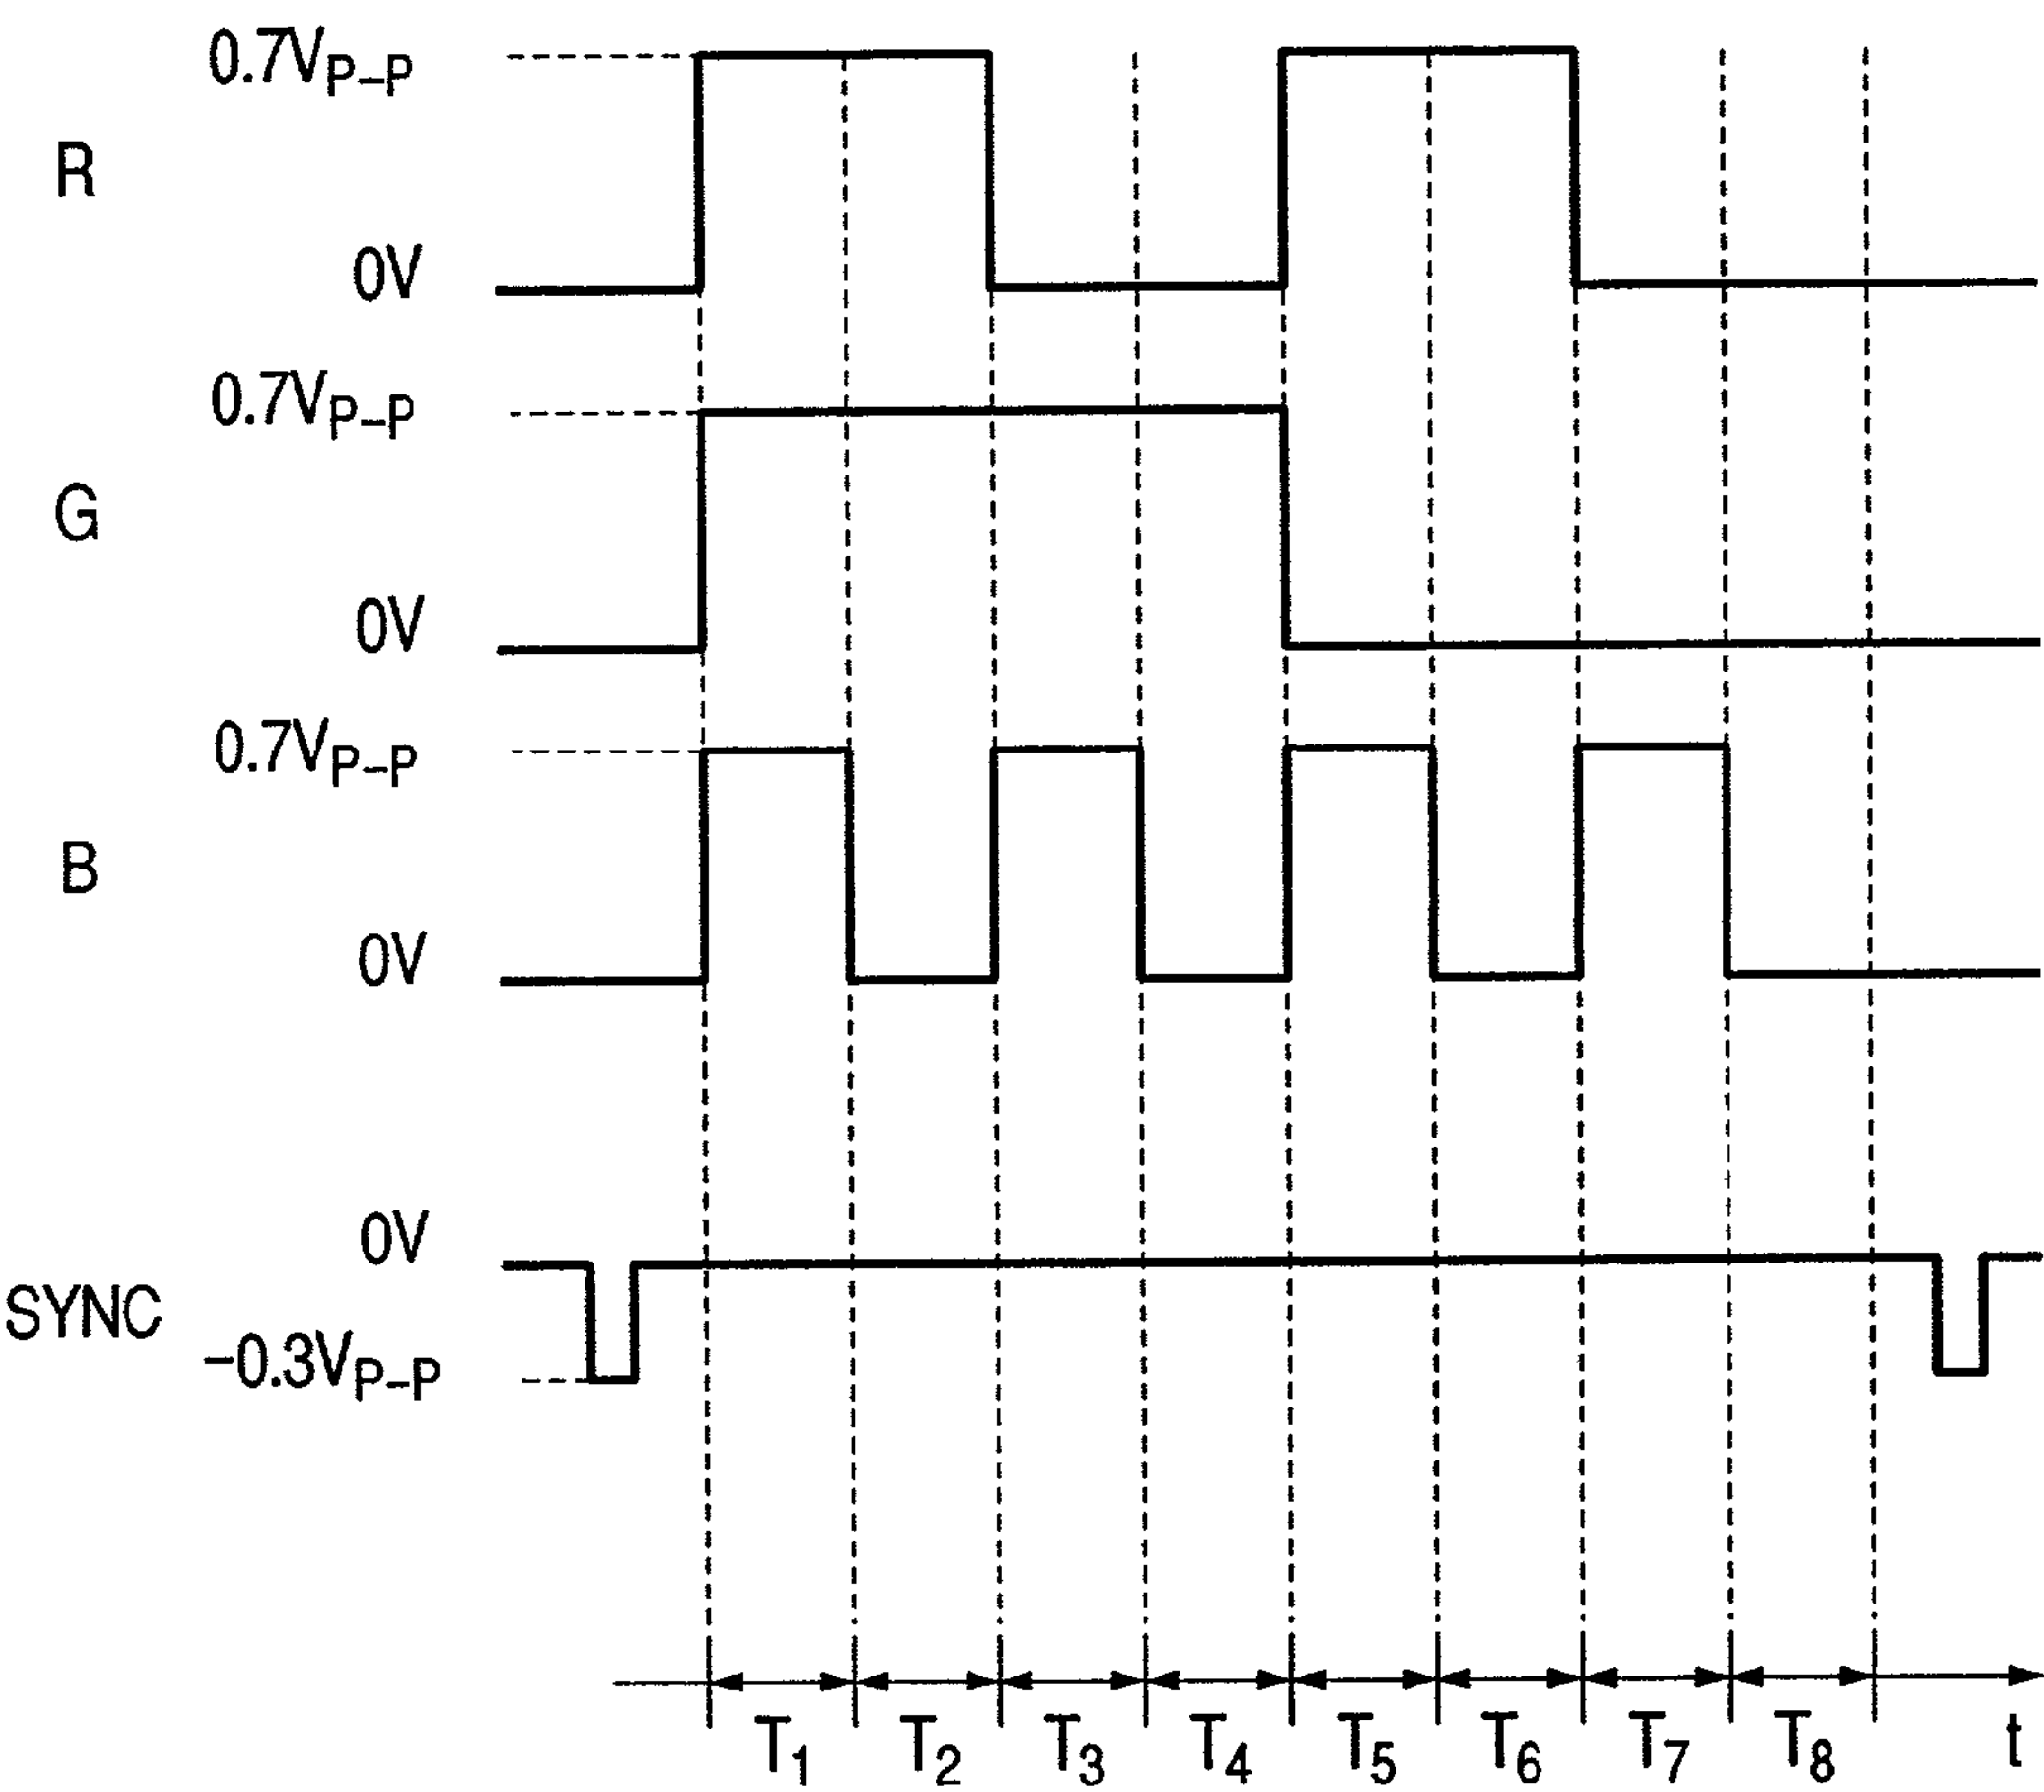 0.7VP-P
R
0V
0.7VP-P
G
0V
0.7VP-P
B
0V
0V
SYNC
-0.3VP-P
T1 T2 T3 T4 T5 T6 T7 T8 t